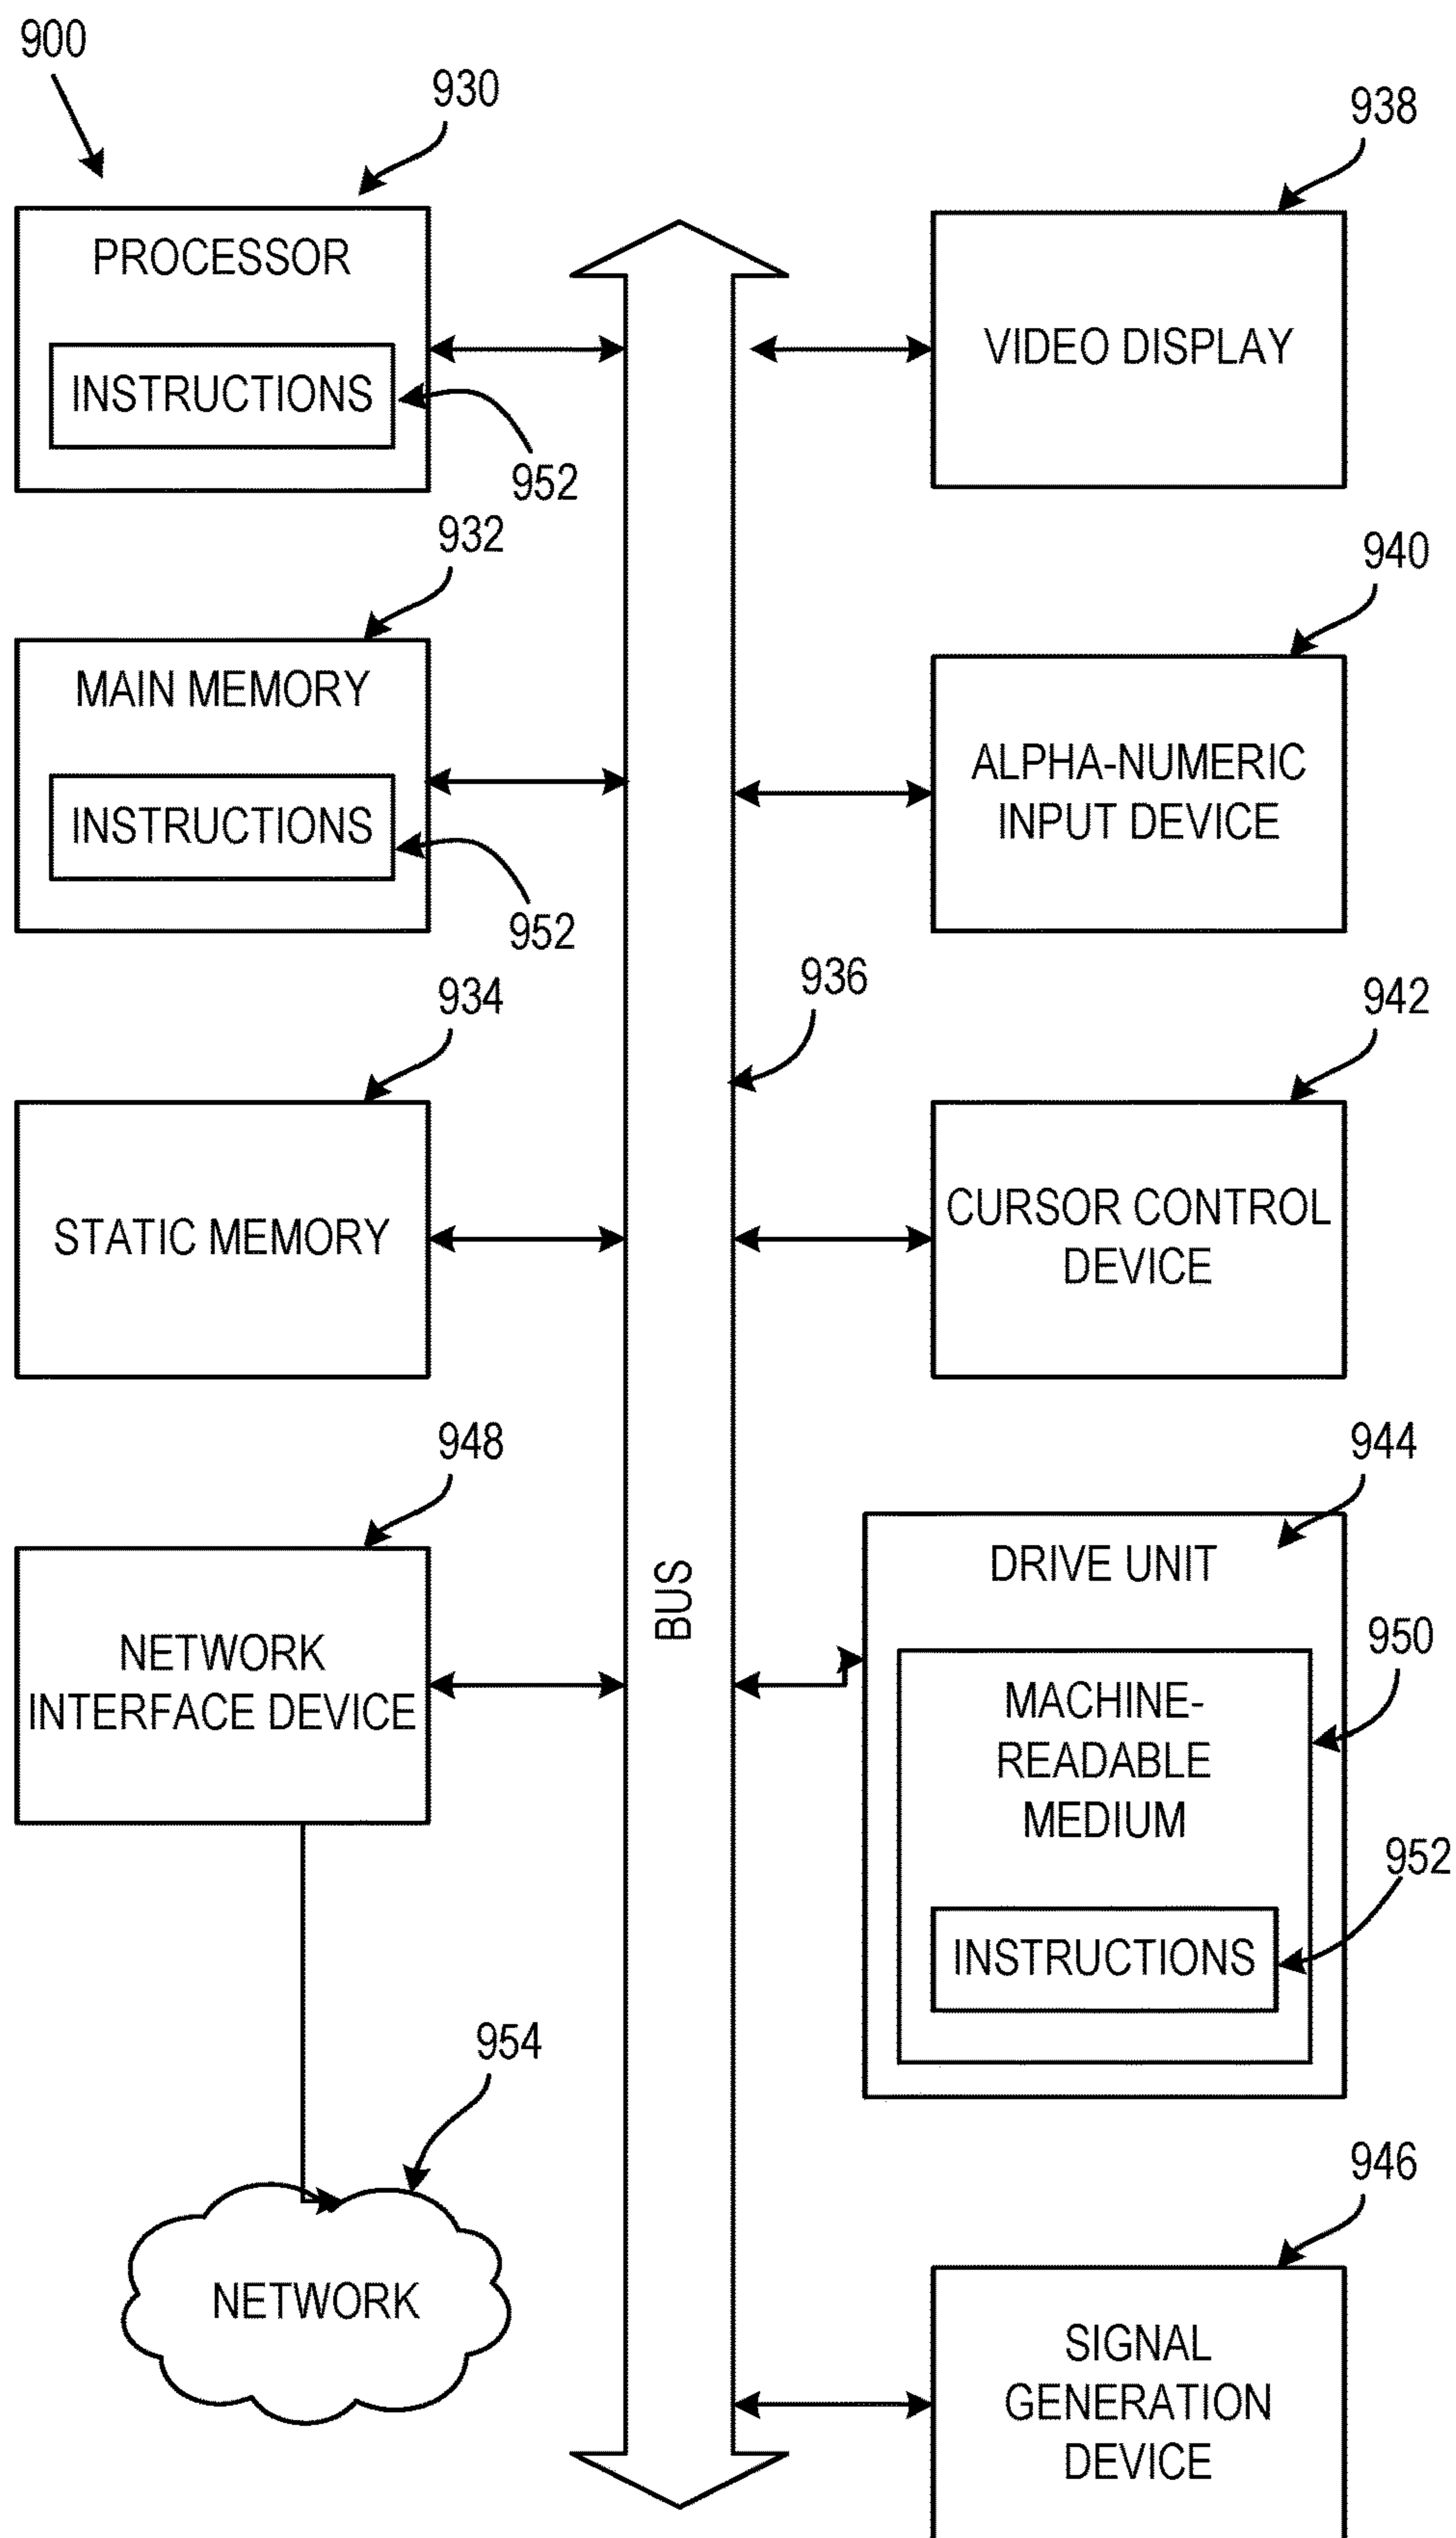 900
930
938
PROCESSOR
INSTRUCTIONS
952
VIDEO DISPLAY
932
940
MAIN MEMORY
INSTRUCTIONS
952
ALPHA-NUMERIC
INPUT DEVICE
934
936
942
STATIC MEMORY
CURSOR CONTROL
DEVICE
948
944
NETWORK
INTERFACE DEVICE
BUS
DRIVE UNIT
950
MACHINE-
READABLE
MEDIUM
952
INSTRUCTIONS
954
NETWORK
946
SIGNAL
GENERATION
DEVICE